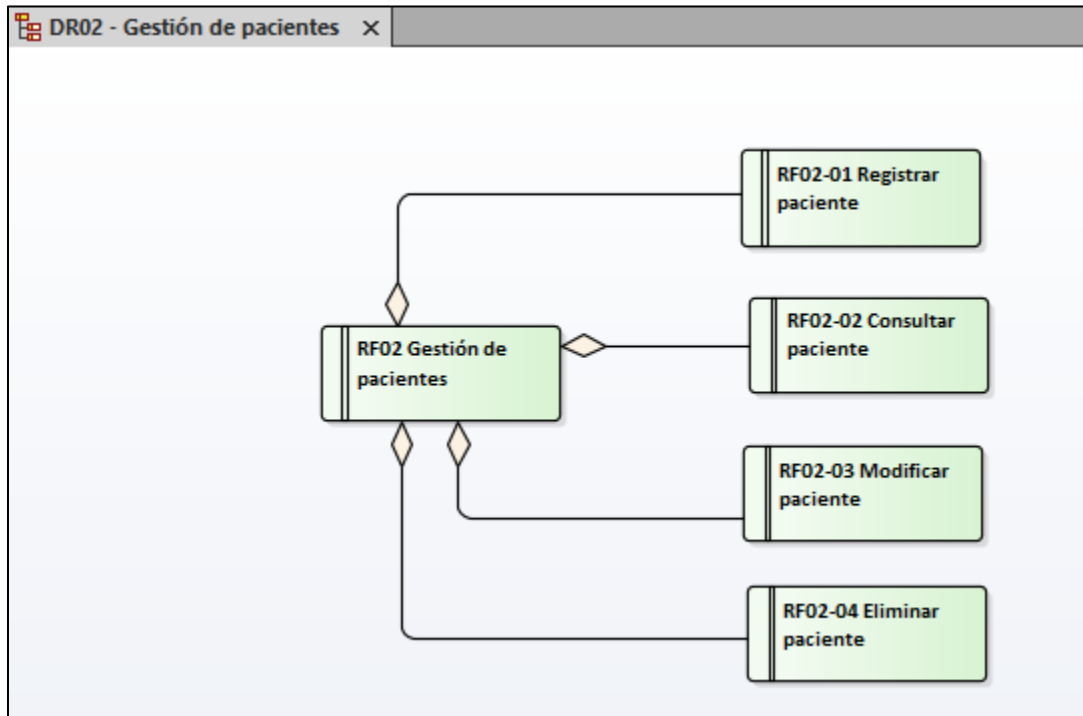 DR02 - Gestión de pacientes
RF02-01 Registrar
paciente
RF02-02 Consultar
paciente
RF02 Gestión de
pacientes
RF02-03 Modificar
paciente
RF02-04 Eliminar
paciente